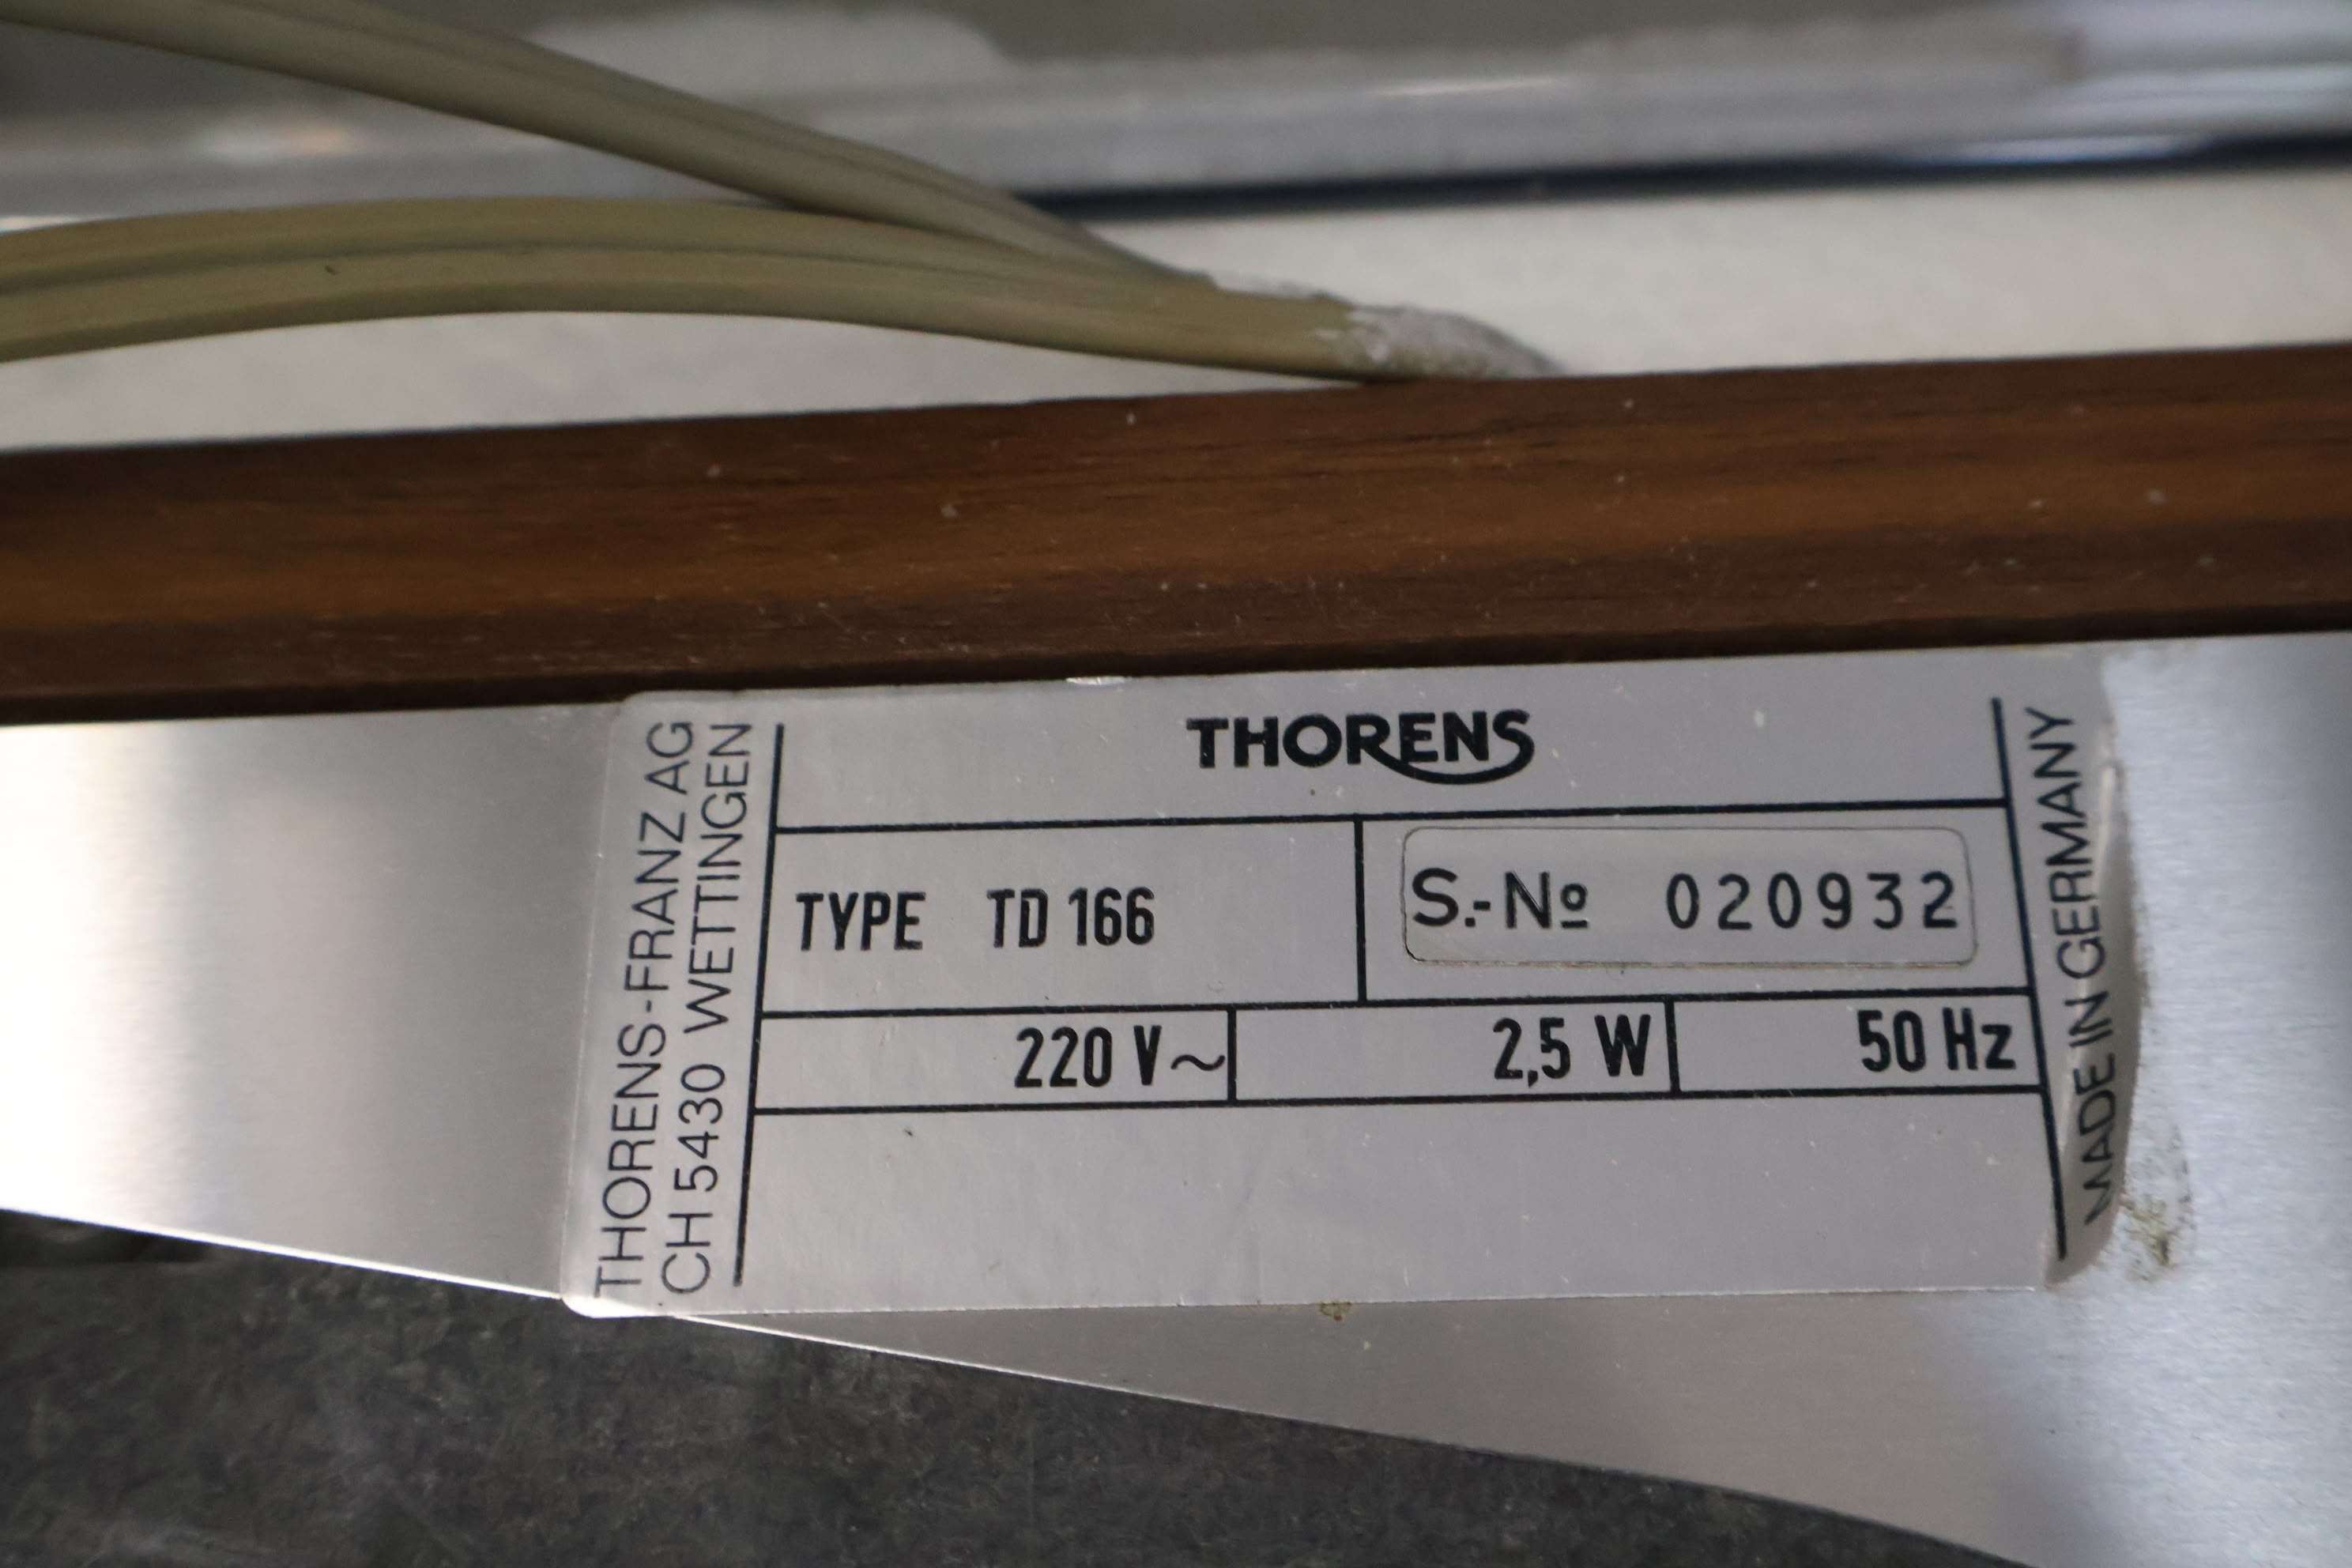 THORENS-FRANZ AG
CH 5430 WETTINGEN
THORENS
TYPE TD 166
S.-Nº 020932
220 V~
2,5 W
50 Hz
MADE IN GERMANY